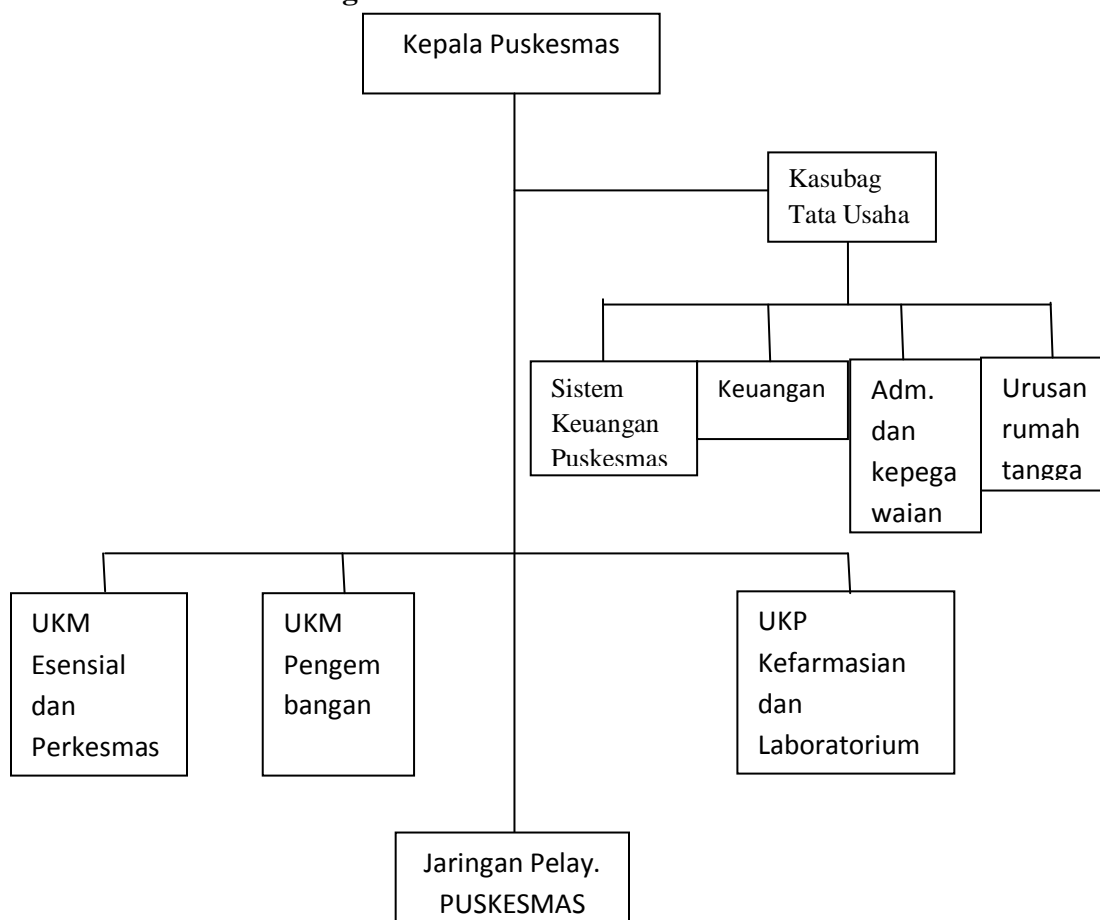 Kepala Puskesmas
Kasubag
Tata Usaha
Sistem
Keuangan
Puskesmas
Keuangan
Adm.
dan
kepega
waian
Urusan
rumah
tangga
UKM
Esensial
dan
Perkesmas
UKM
Pengem
bangan
UKP
Kefarmasian
dan
Laboratorium
Jaringan Pelay.
PUSKESMAS